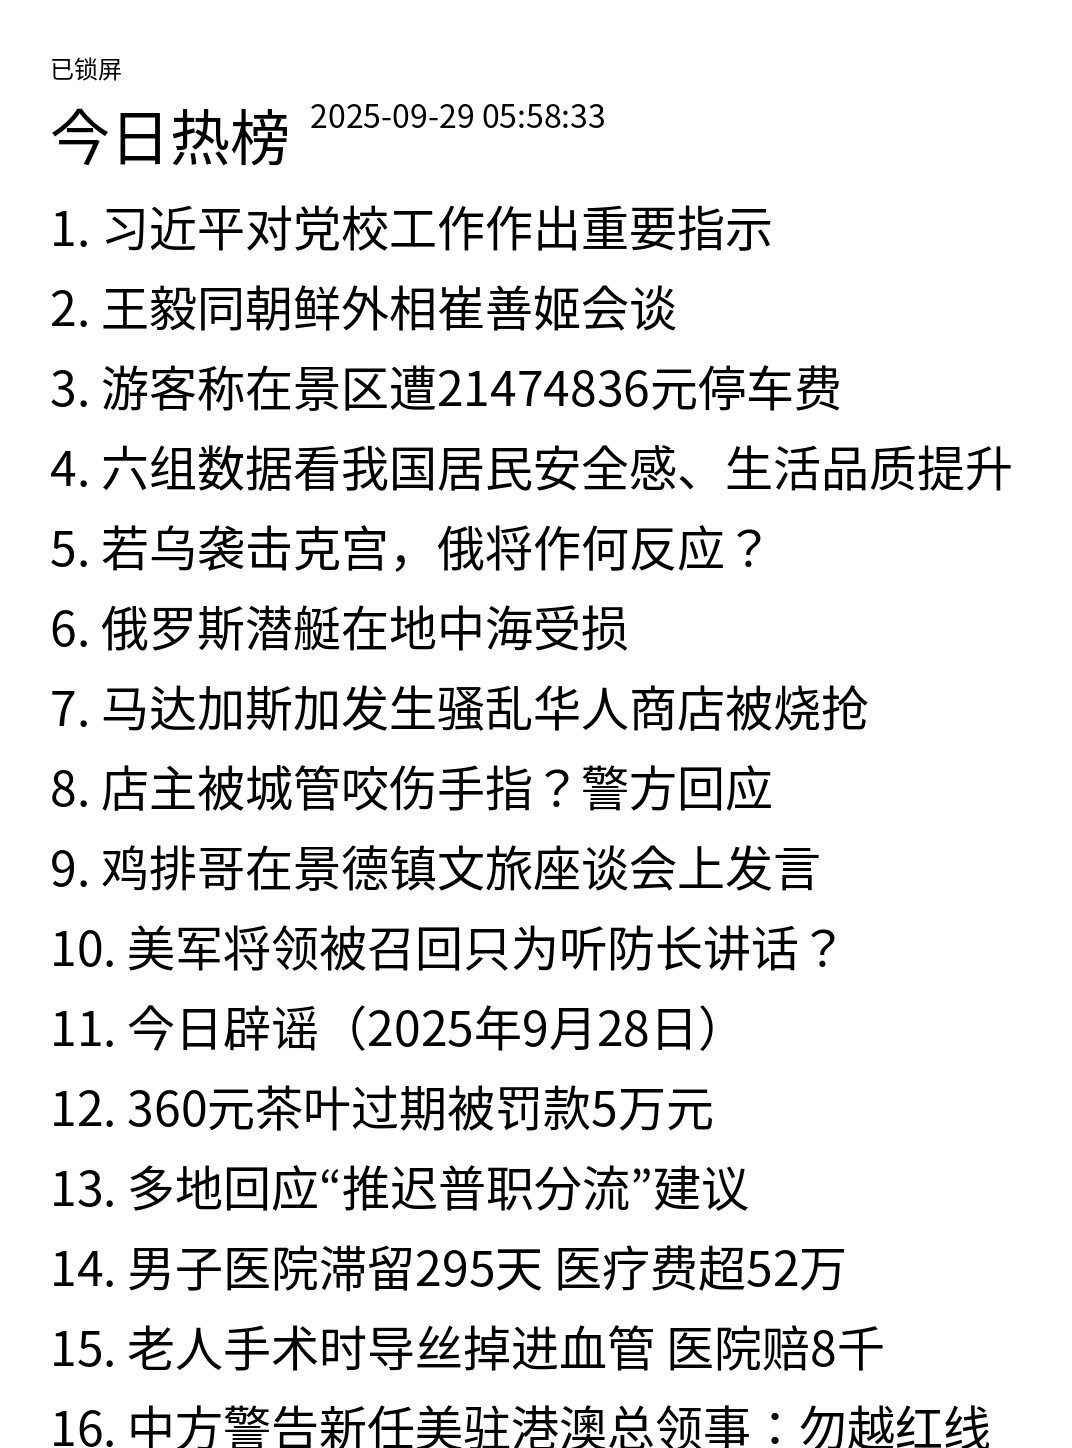 已锁屏
今日热榜 2025-09-29 05:58:33
1. 习近平对党校工作作出重要指示
2. 王毅同朝鲜外相崔善姬会谈
3. 游客称在景区遭21474836元停车费
4. 六组数据看我国居民安全感、生活品质提升
5. 若乌袭击克宫，俄将作何反应？
6. 俄罗斯潜艇在地中海受损
7. 马达加斯加发生骚乱华人商店被烧抢
8. 店主被城管咬伤手指？警方回应
9. 鸡排哥在景德镇文旅座谈会上发言
10. 美军将领被召回只为听防长讲话？
11. 今日辟谣（2025年9月28日）
12. 360元茶叶过期被罚款5万元
13. 多地回应“推迟普职分流”建议
14. 男子医院滞留295天 医疗费超52万
15. 老人手术时导丝掉进血管 医院赔8千
16. 中方警告新任美驻港澳总领事：勿越红线